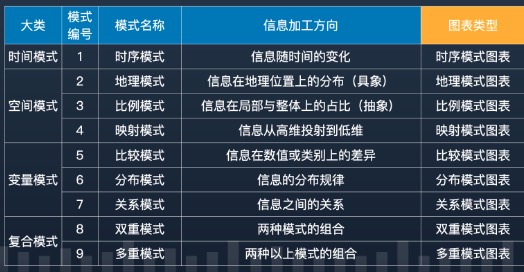 大类 模式编号 模式名称 信息加工方向 图表类型
时间模式 1 时序模式 信息随时间的变化 时序模式图表
空间模式 2 地理模式 信息在地理位置上的分布（具象） 地理模式图表
3 比例模式 信息在局部与整体上的占比（抽象） 比例模式图表
4 映射模式 信息从高维投射到低维 映射模式图表
变量模式 5 比较模式 信息在数值或类别上的差异 比较模式图表
6 分布模式 信息的分布规律 分布模式图表
7 关系模式 信息之间的关系 关系模式图表
复合模式 8 双重模式 两种模式的组合 双重模式图表
9 多重模式 两种以上模式的组合 多重模式图表